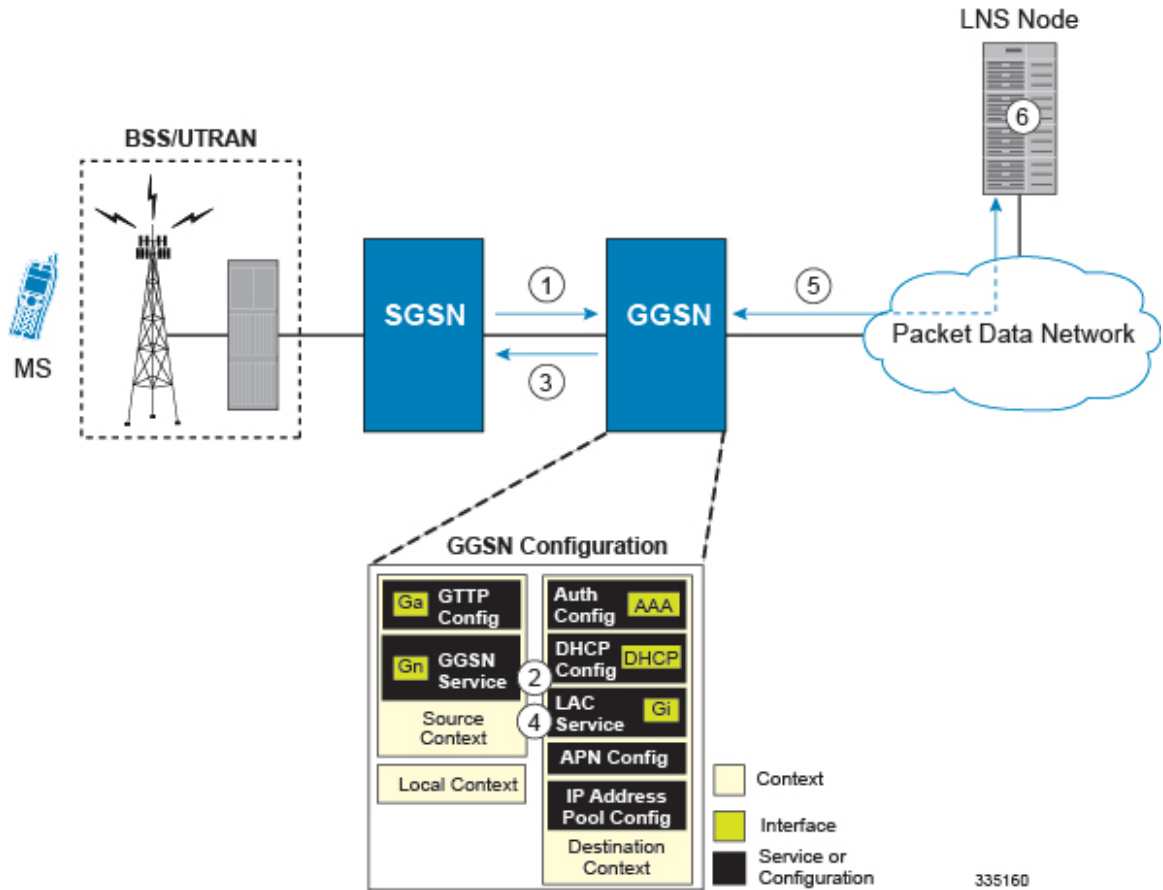 LNS Node
6
BSS/UTRAN
MS
SGSN
1
3
GGSN
5
Packet Data Network
GGSN Configuration
Ga
GTTP
Config
Gn
GGSN
Service
Source
Context
Local Context
2
4
Auth
Config
AAA
DHCP
Config
DHCP
LAC
Service
Gi
APN Config
IP Address
Pool Config
Destination
Context
Context
Interface
Service or
Configuration
335160